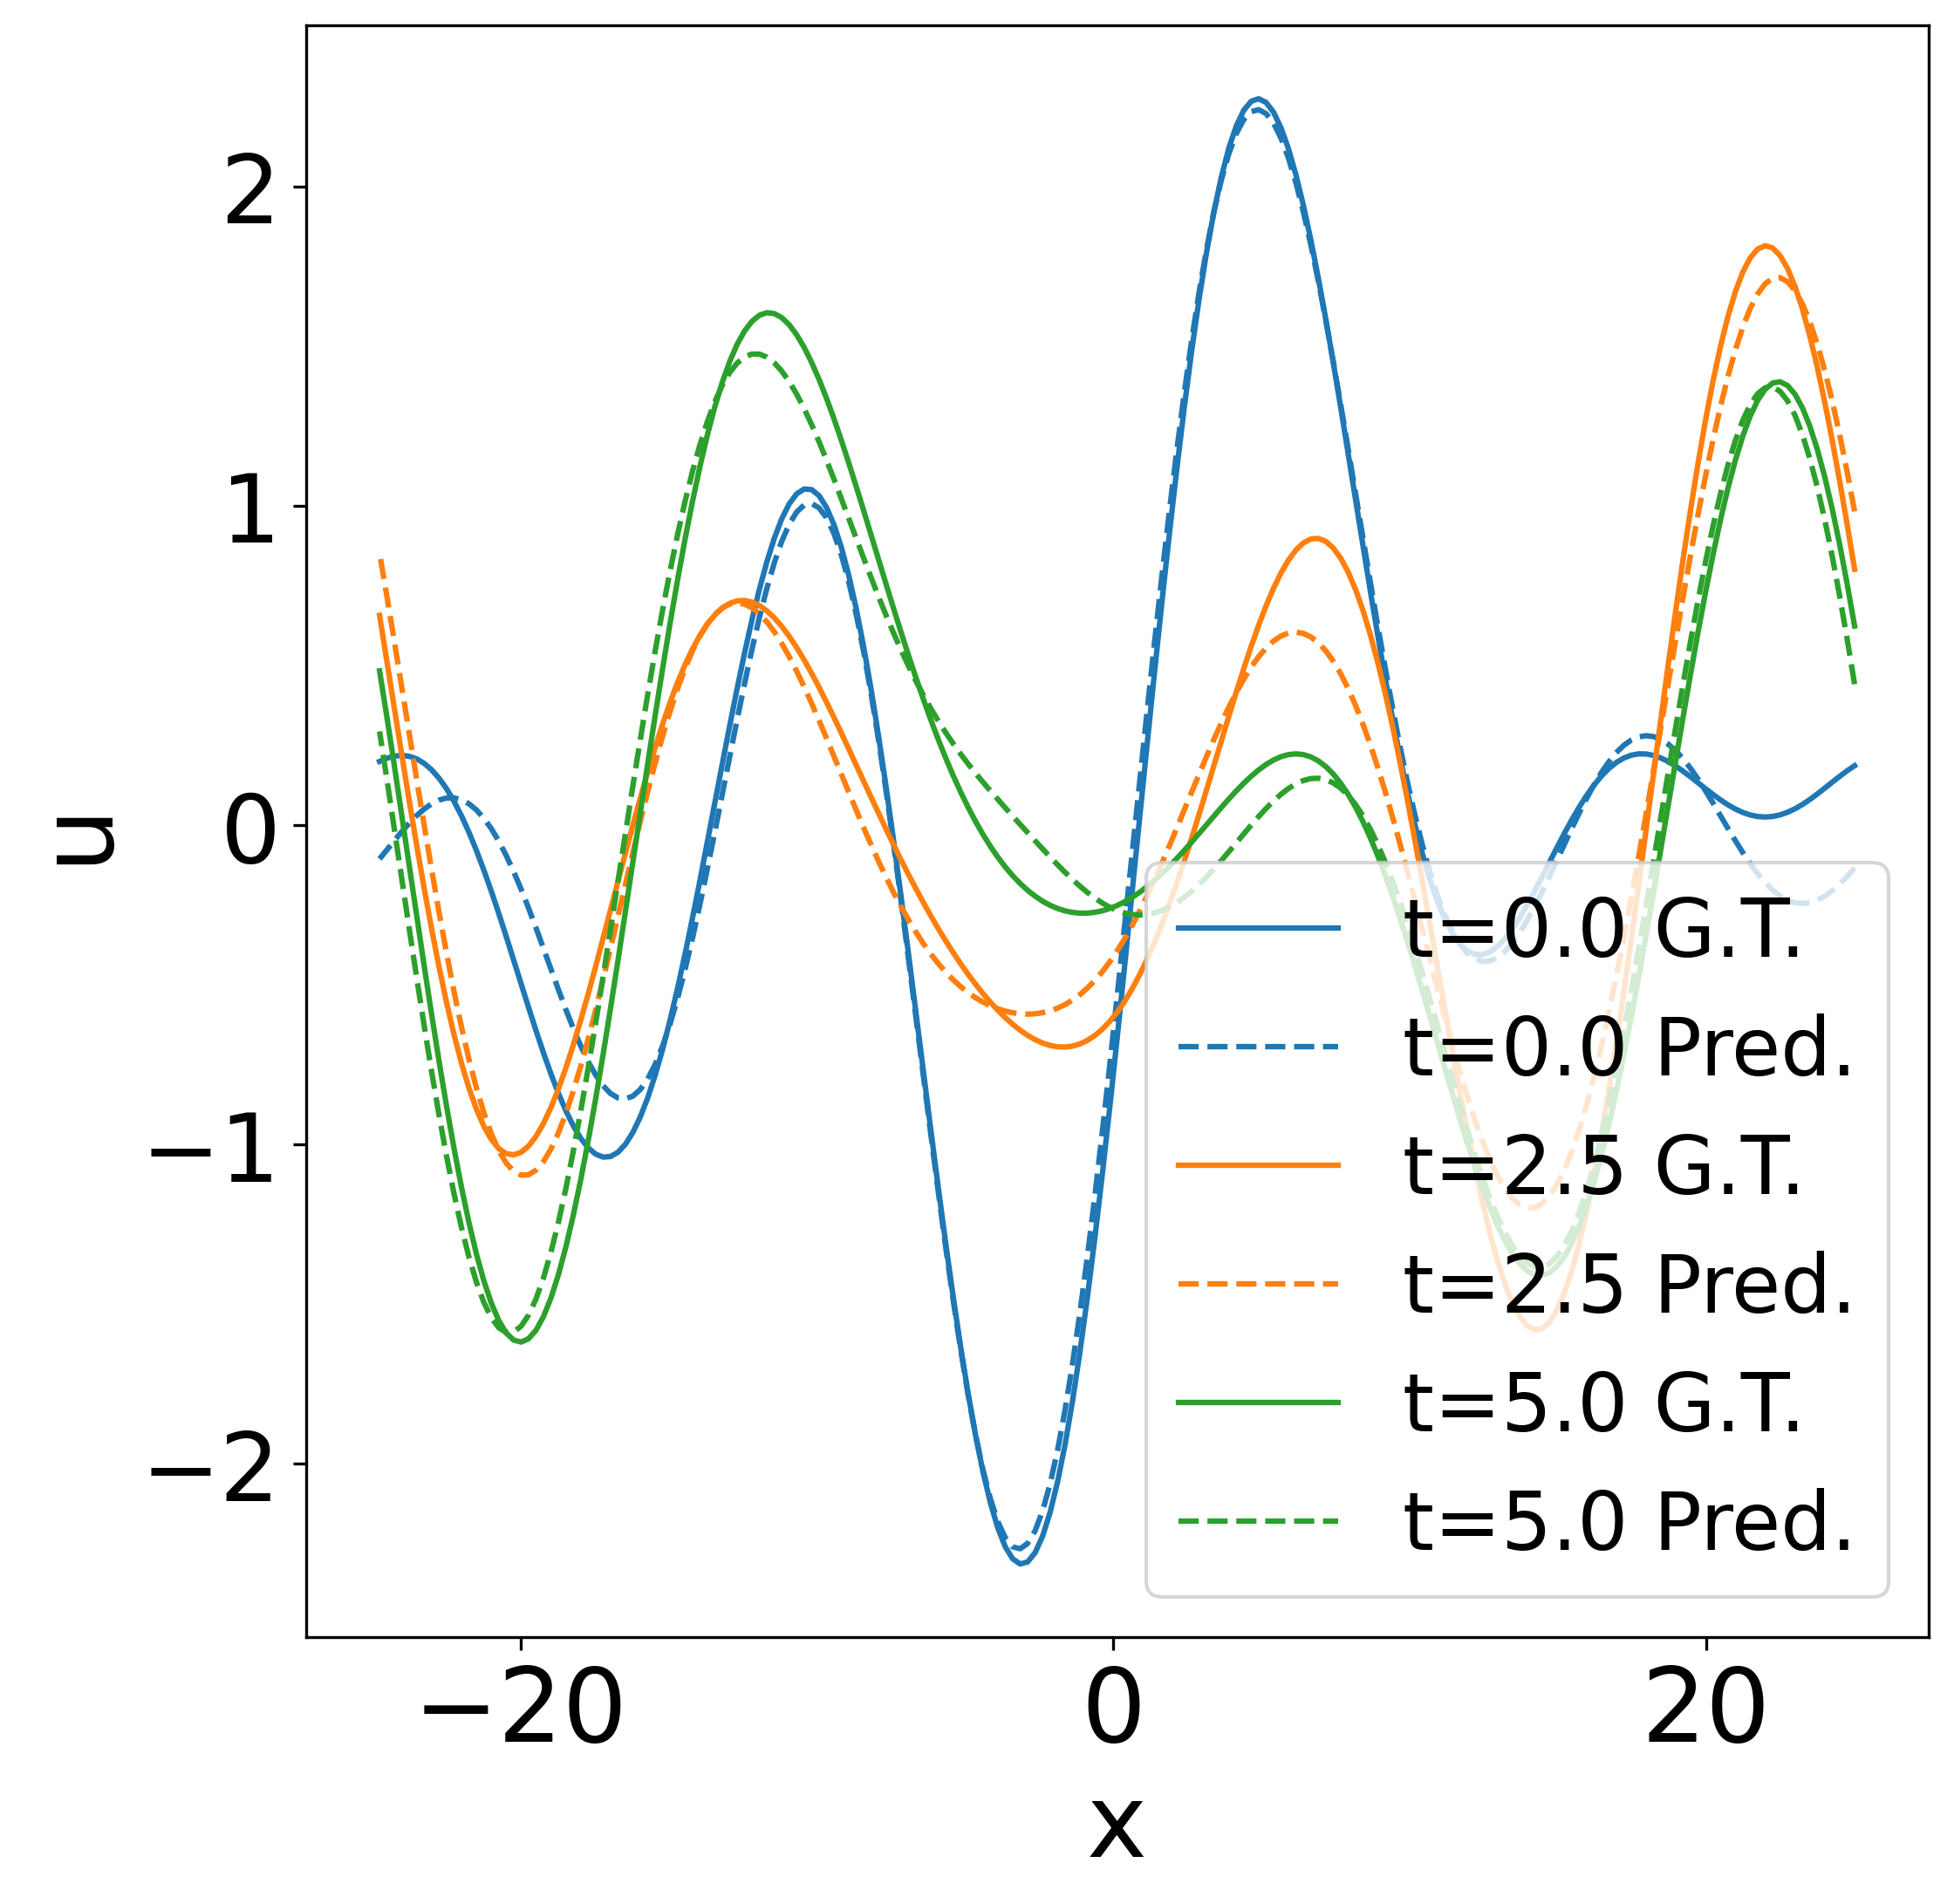 2
1
0
−1
−2
u
t=0.0 G.T.
t=0.0 Pred.
t=2.5 G.T.
t=2.5 Pred.
t=5.0 G.T.
t=5.0 Pred.
−20 0 20
x